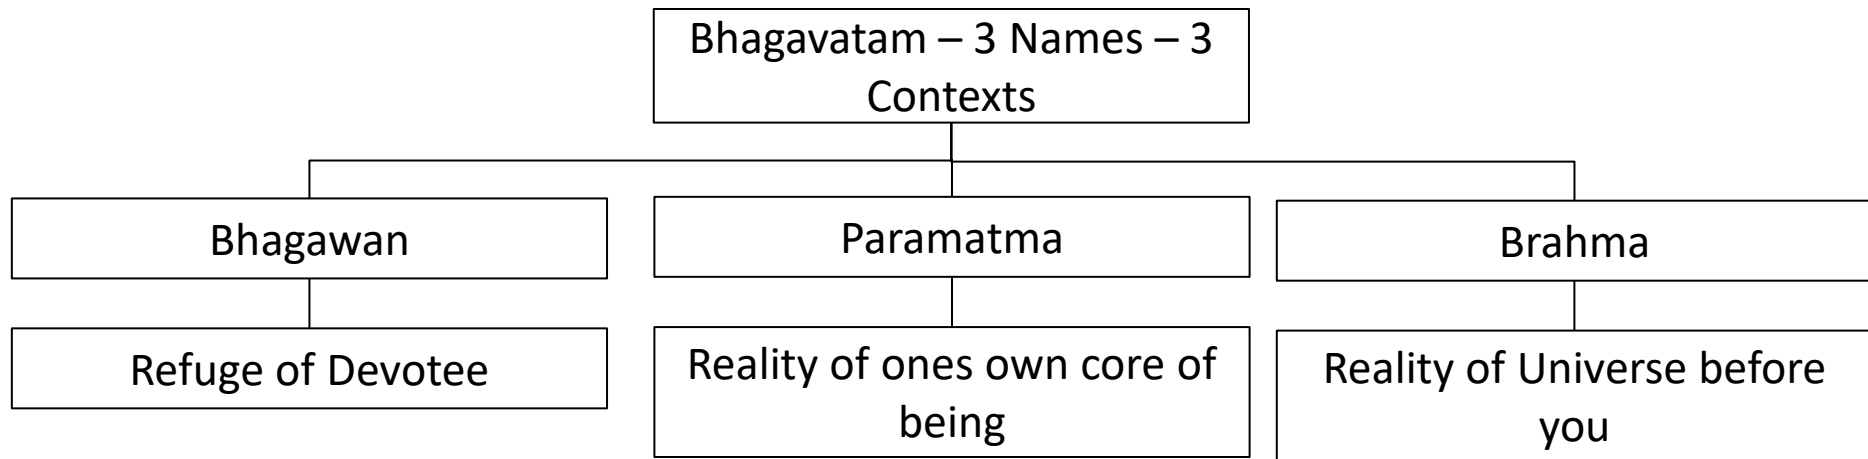 Bhagavatam – 3 Names – 3
Contexts
Bhagawan
Paramatma
Brahma
Refuge of Devotee
Reality of ones own core of
being
Reality of Universe before
you